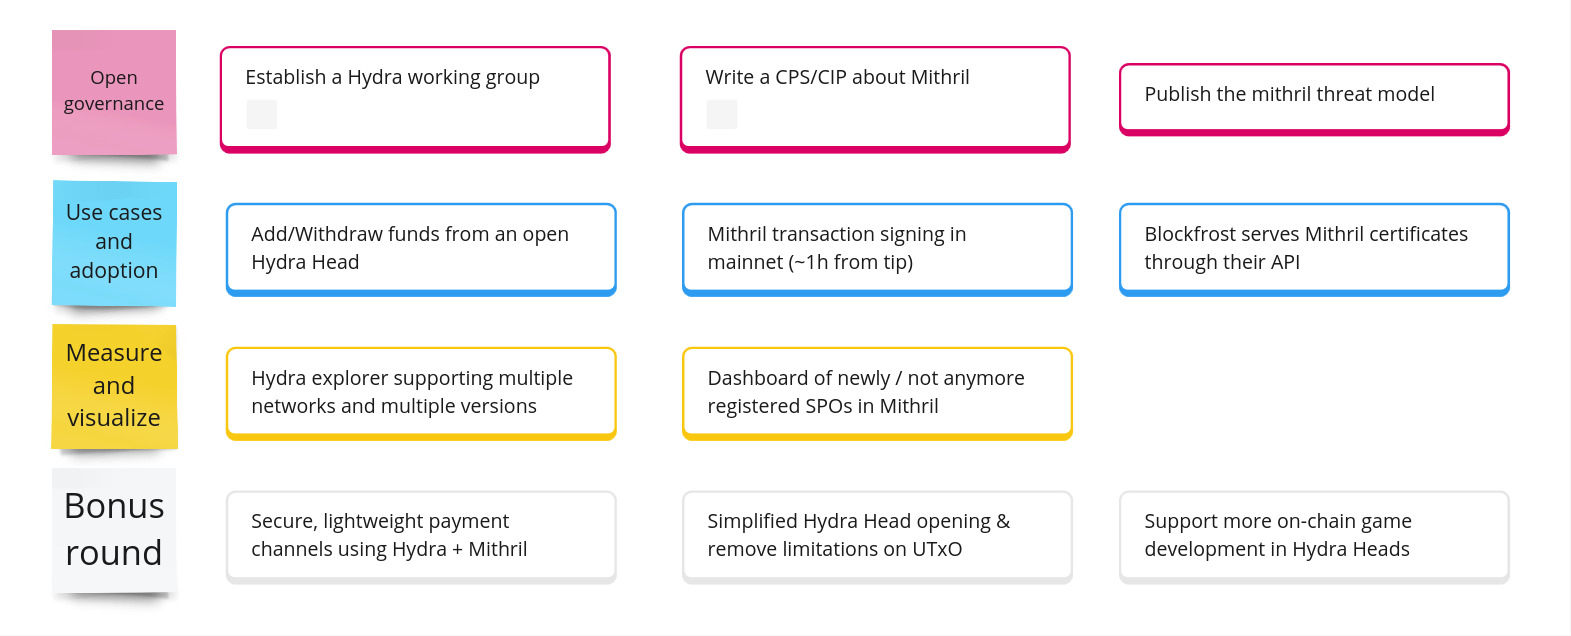 Open
governance
Establish a Hydra working group
Write a CPS/CIP about Mithril
Publish the mithril threat model
Use cases
and
adoption
Add/Withdraw funds from an open
Hydra Head
Mithril transaction signing in
mainnet (~1h from tip)
Blockfrost serves Mithril certificates
through their API
Measure
and
visualize
Hydra explorer supporting multiple
networks and multiple versions
Dashboard of newly / not anymore
registered SPOs in Mithril
Bonus
round
Secure, lightweight payment
channels using Hydra + Mithril
Simplified Hydra Head opening &
remove limitations on UTxO
Support more on-chain game
development in Hydra Heads